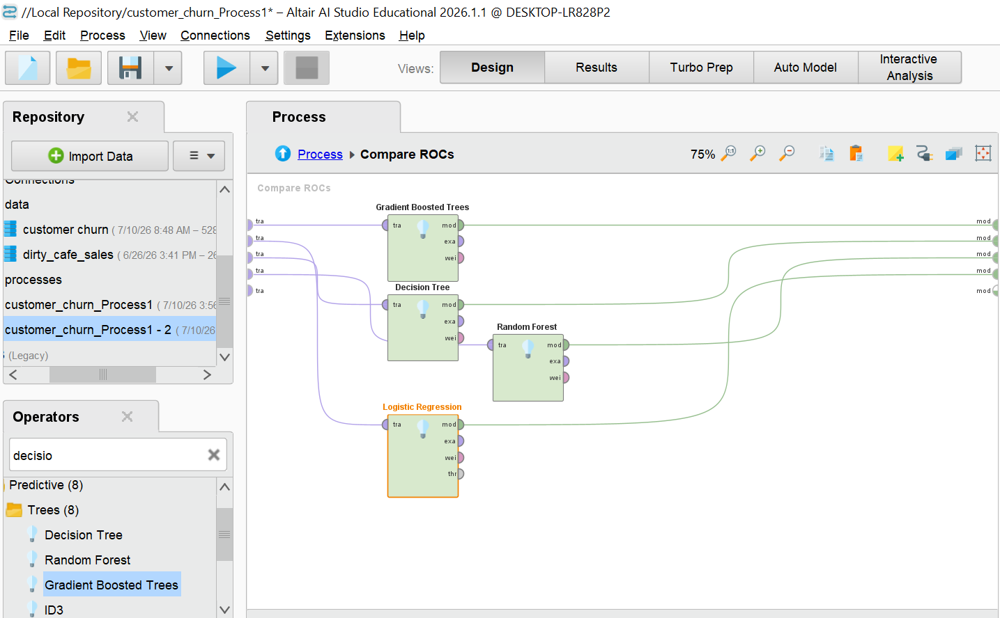 //Local Repository/customer_churn_Process1* – Altair AI Studio Educational 2026.1.1 @ DESKTOP-LR828P2
File Edit Process View Connections Settings Extensions Help
Views: Design Results Turbo Prep Auto Model Interactive Analysis
Repository
Import Data
Connections
data
customer churn ( 7/10/26 8:48 AM – 528
dirty_cafe_sales ( 6/26/26 3:41 PM – 26
processes
customer_churn_Process1 ( 7/10/26 3:56
customer_churn_Process1 - 2 ( 7/10/26
(Legacy)
Operators
decisio
Predictive (8)
Trees (8)
Decision Tree
Random Forest
Gradient Boosted Trees
ID3
Process
Process Compare ROCs
75%
1:1
Compare ROCs
tra
tra
tra
tra
tra
Gradient Boosted Trees
tra mod
exa
wei
Decision Tree
tra mod
exa
wei
Random Forest
tra mod
exa
wei
Logistic Regression
tra mod
exa
wei
thr
mod
mod
mod
mod
mod